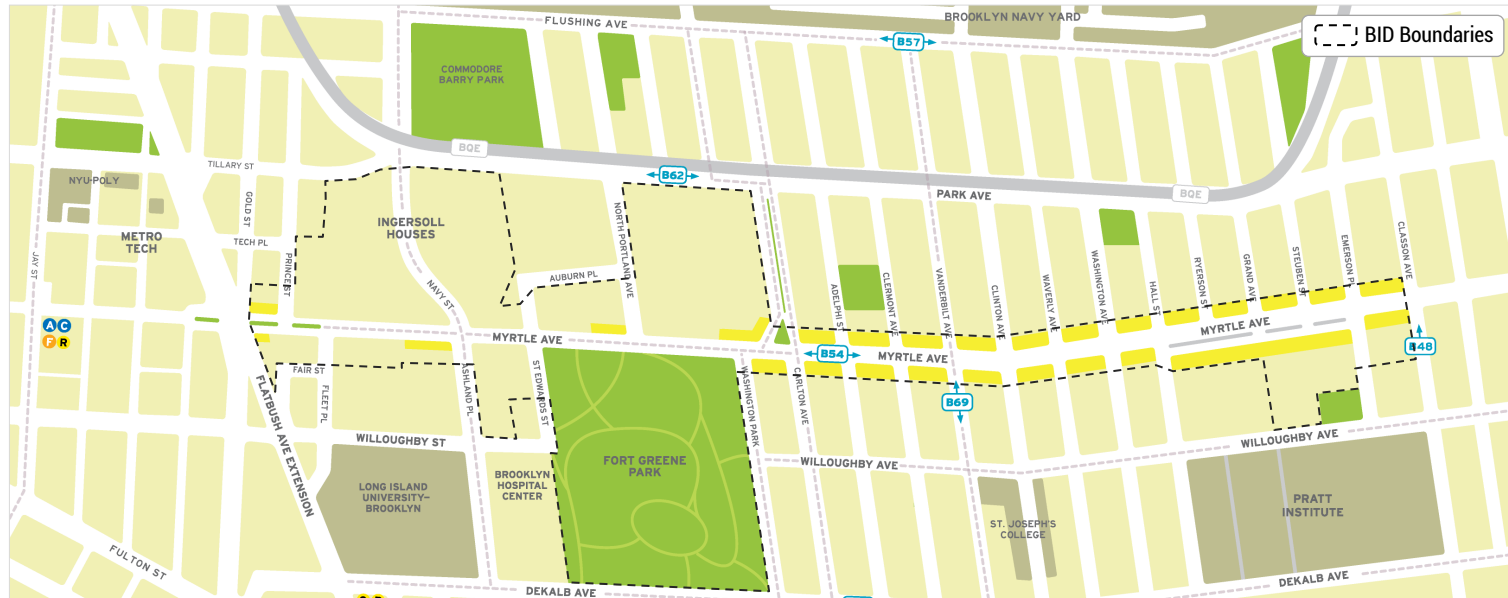 FLUSHING AVE
BROOKLYN NAVY YARD
BID Boundaries
B57
COMMODORE
BARRY PARK
BQE
TILLARY ST
NYU-POLY
B62
PARK AVE
BQE
GOLD ST
METRO
TECH
TECH PL
INGERSOLL
HOUSES
NORTH PORTLAND AVE
JAY ST
PRINCE ST
AUBURN PL
NAVY ST
ADELPHI ST
CLERMONT AVE
VANDERBILT AVE
CLINTON AVE
WAVERLY AVE
WASHINGTON AVE
HALL ST
RYERSON ST
GRAND AVE
STEUBEN ST
EMERSON PL
CLASSON AVE
A C
F R
MYRTLE AVE
B54
MYRTLE AVE
MYRTLE AVE
B48
FAIR ST
FLEET PL
ASHLAND PL
ST EDWARDS ST
WASHINGTON PARK
CARLTON AVE
B69
FLATBUSH AVE EXTENSION
WILLOUGHBY ST
WILLOUGHBY AVE
WILLOUGHBY AVE
FORT GREENE
PARK
BROOKLYN
HOSPITAL
CENTER
LONG ISLAND
UNIVERSITY–
BROOKLYN
ST. JOSEPH'S
COLLEGE
PRATT
INSTITUTE
FULTON ST
DEKALB AVE
DEKALB AVE